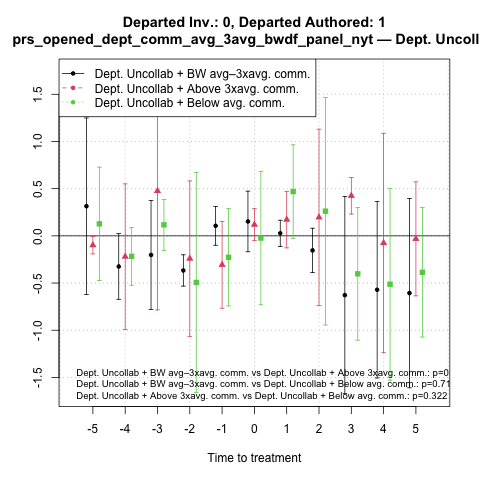 Departed Inv.: 0, Departed Authored: 1
prs_opened_dept_comm_avg_3avg_bwdf_panel_nyt — Dept. Uncoll
Dept. Uncollab + BW avg–3xavg. comm.
Dept. Uncollab + Above 3xavg. comm.
Dept. Uncollab + Below avg. comm.
1.5
1.0
0.5
0.0
-0.5
-1.0
-1.5
Dept. Uncollab + BW avg–3xavg. comm. vs Dept. Uncollab + Above 3xavg. comm.: p=0
Dept. Uncollab + BW avg–3xavg. comm. vs Dept. Uncollab + Below avg. comm.: p=0.71
Dept. Uncollab + Above 3xavg. comm. vs Dept. Uncollab + Below avg. comm.: p=0.322
-5 -4 -3 -2 -1 0 1 2 3 4 5
Time to treatment